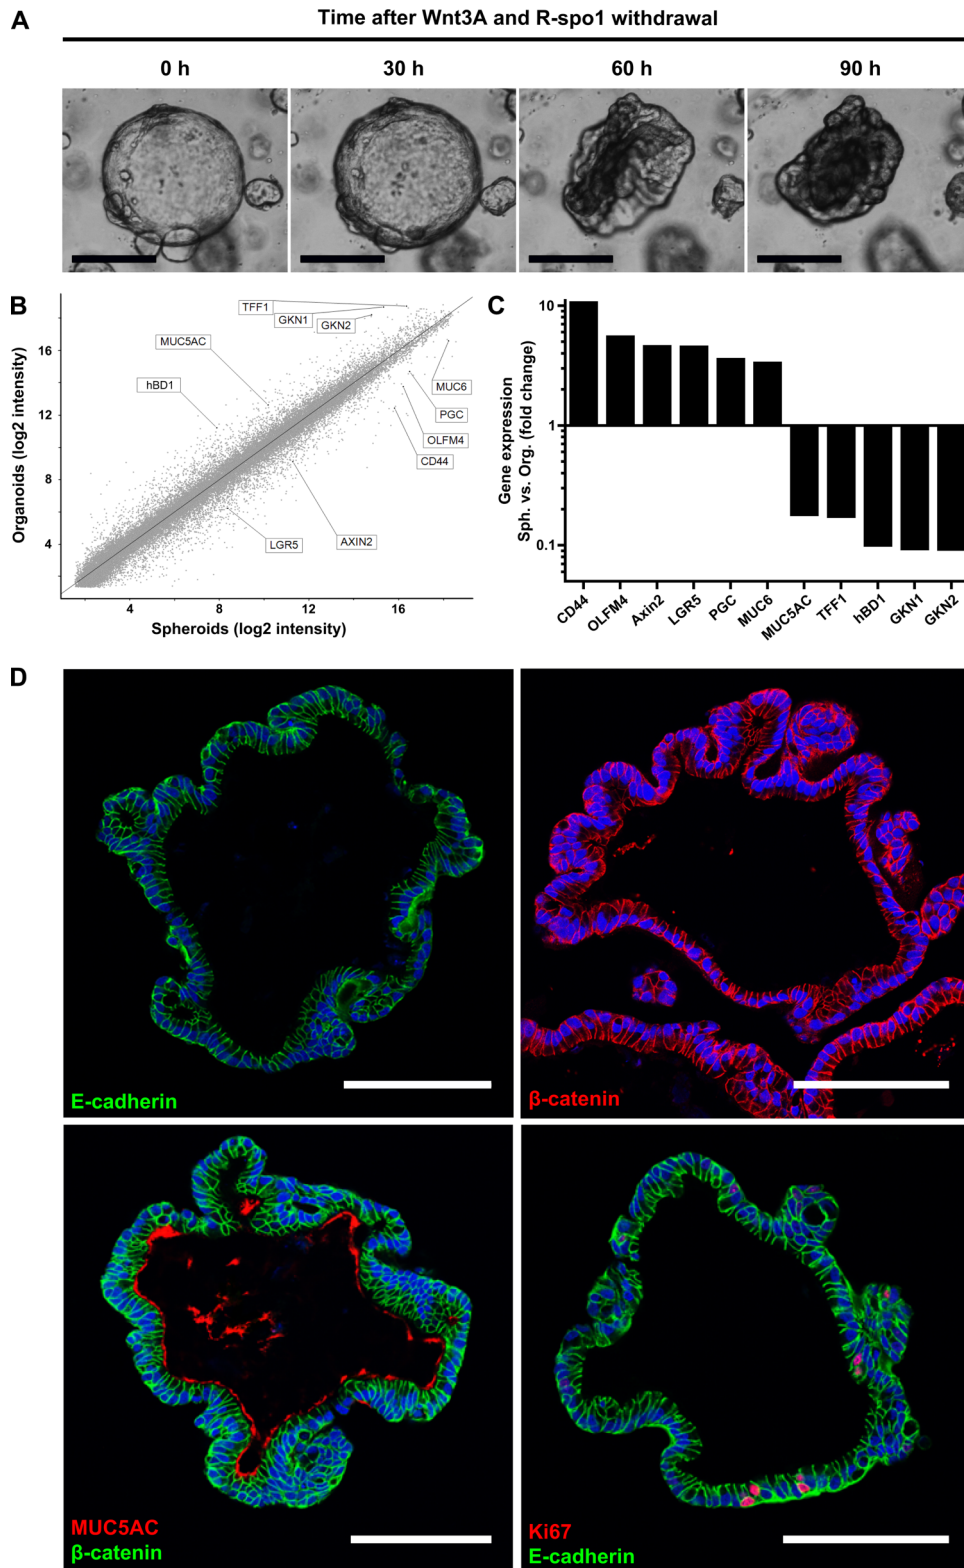 A
Time after Wnt3A and R-spo1 withdrawal
0 h 30 h 60 h 90 h
B
TFF1
GKN1
GKN2
MUC5AC
hBD1
MUC6
PGC
OLFM4
CD44
LGR5
AXIN2
16
12
8
4
Organoids (log2 intensity)
4 8 12 16
Spheroids (log2 intensity)
C
10
1
0.1
Gene expression
Sph. vs. Org. (fold change)
CD44 OLFM4 Axin2 LGR5 PGC MUC6 MUC5AC TFF1 hBD1 GKN1 GKN2
D
E-cadherin
β-catenin
MUC5AC
β-catenin
Ki67
E-cadherin